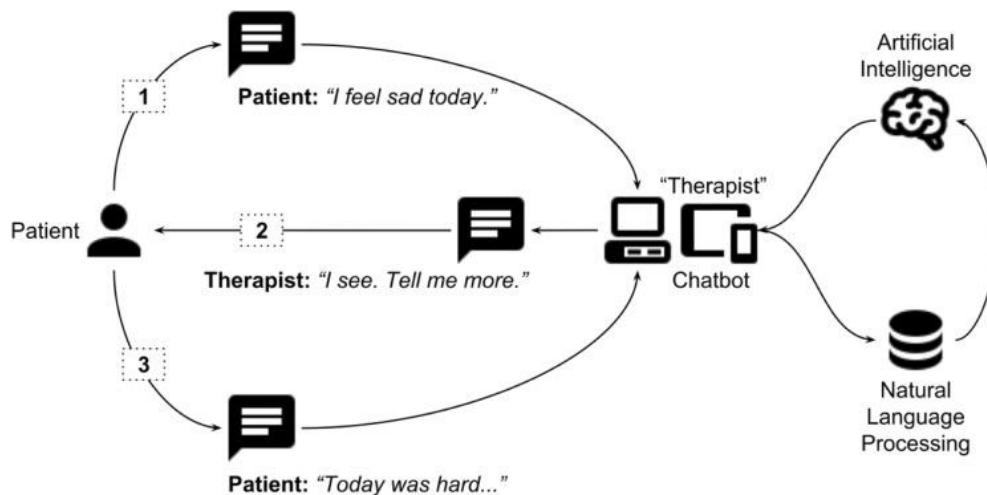 Artificial
Intelligence
1
Patient: “I feel sad today.”
“Therapist”
Patient
2
Therapist: “I see. Tell me more.”
Chatbot
3
Natural
Language
Processing
Patient: “Today was hard...”